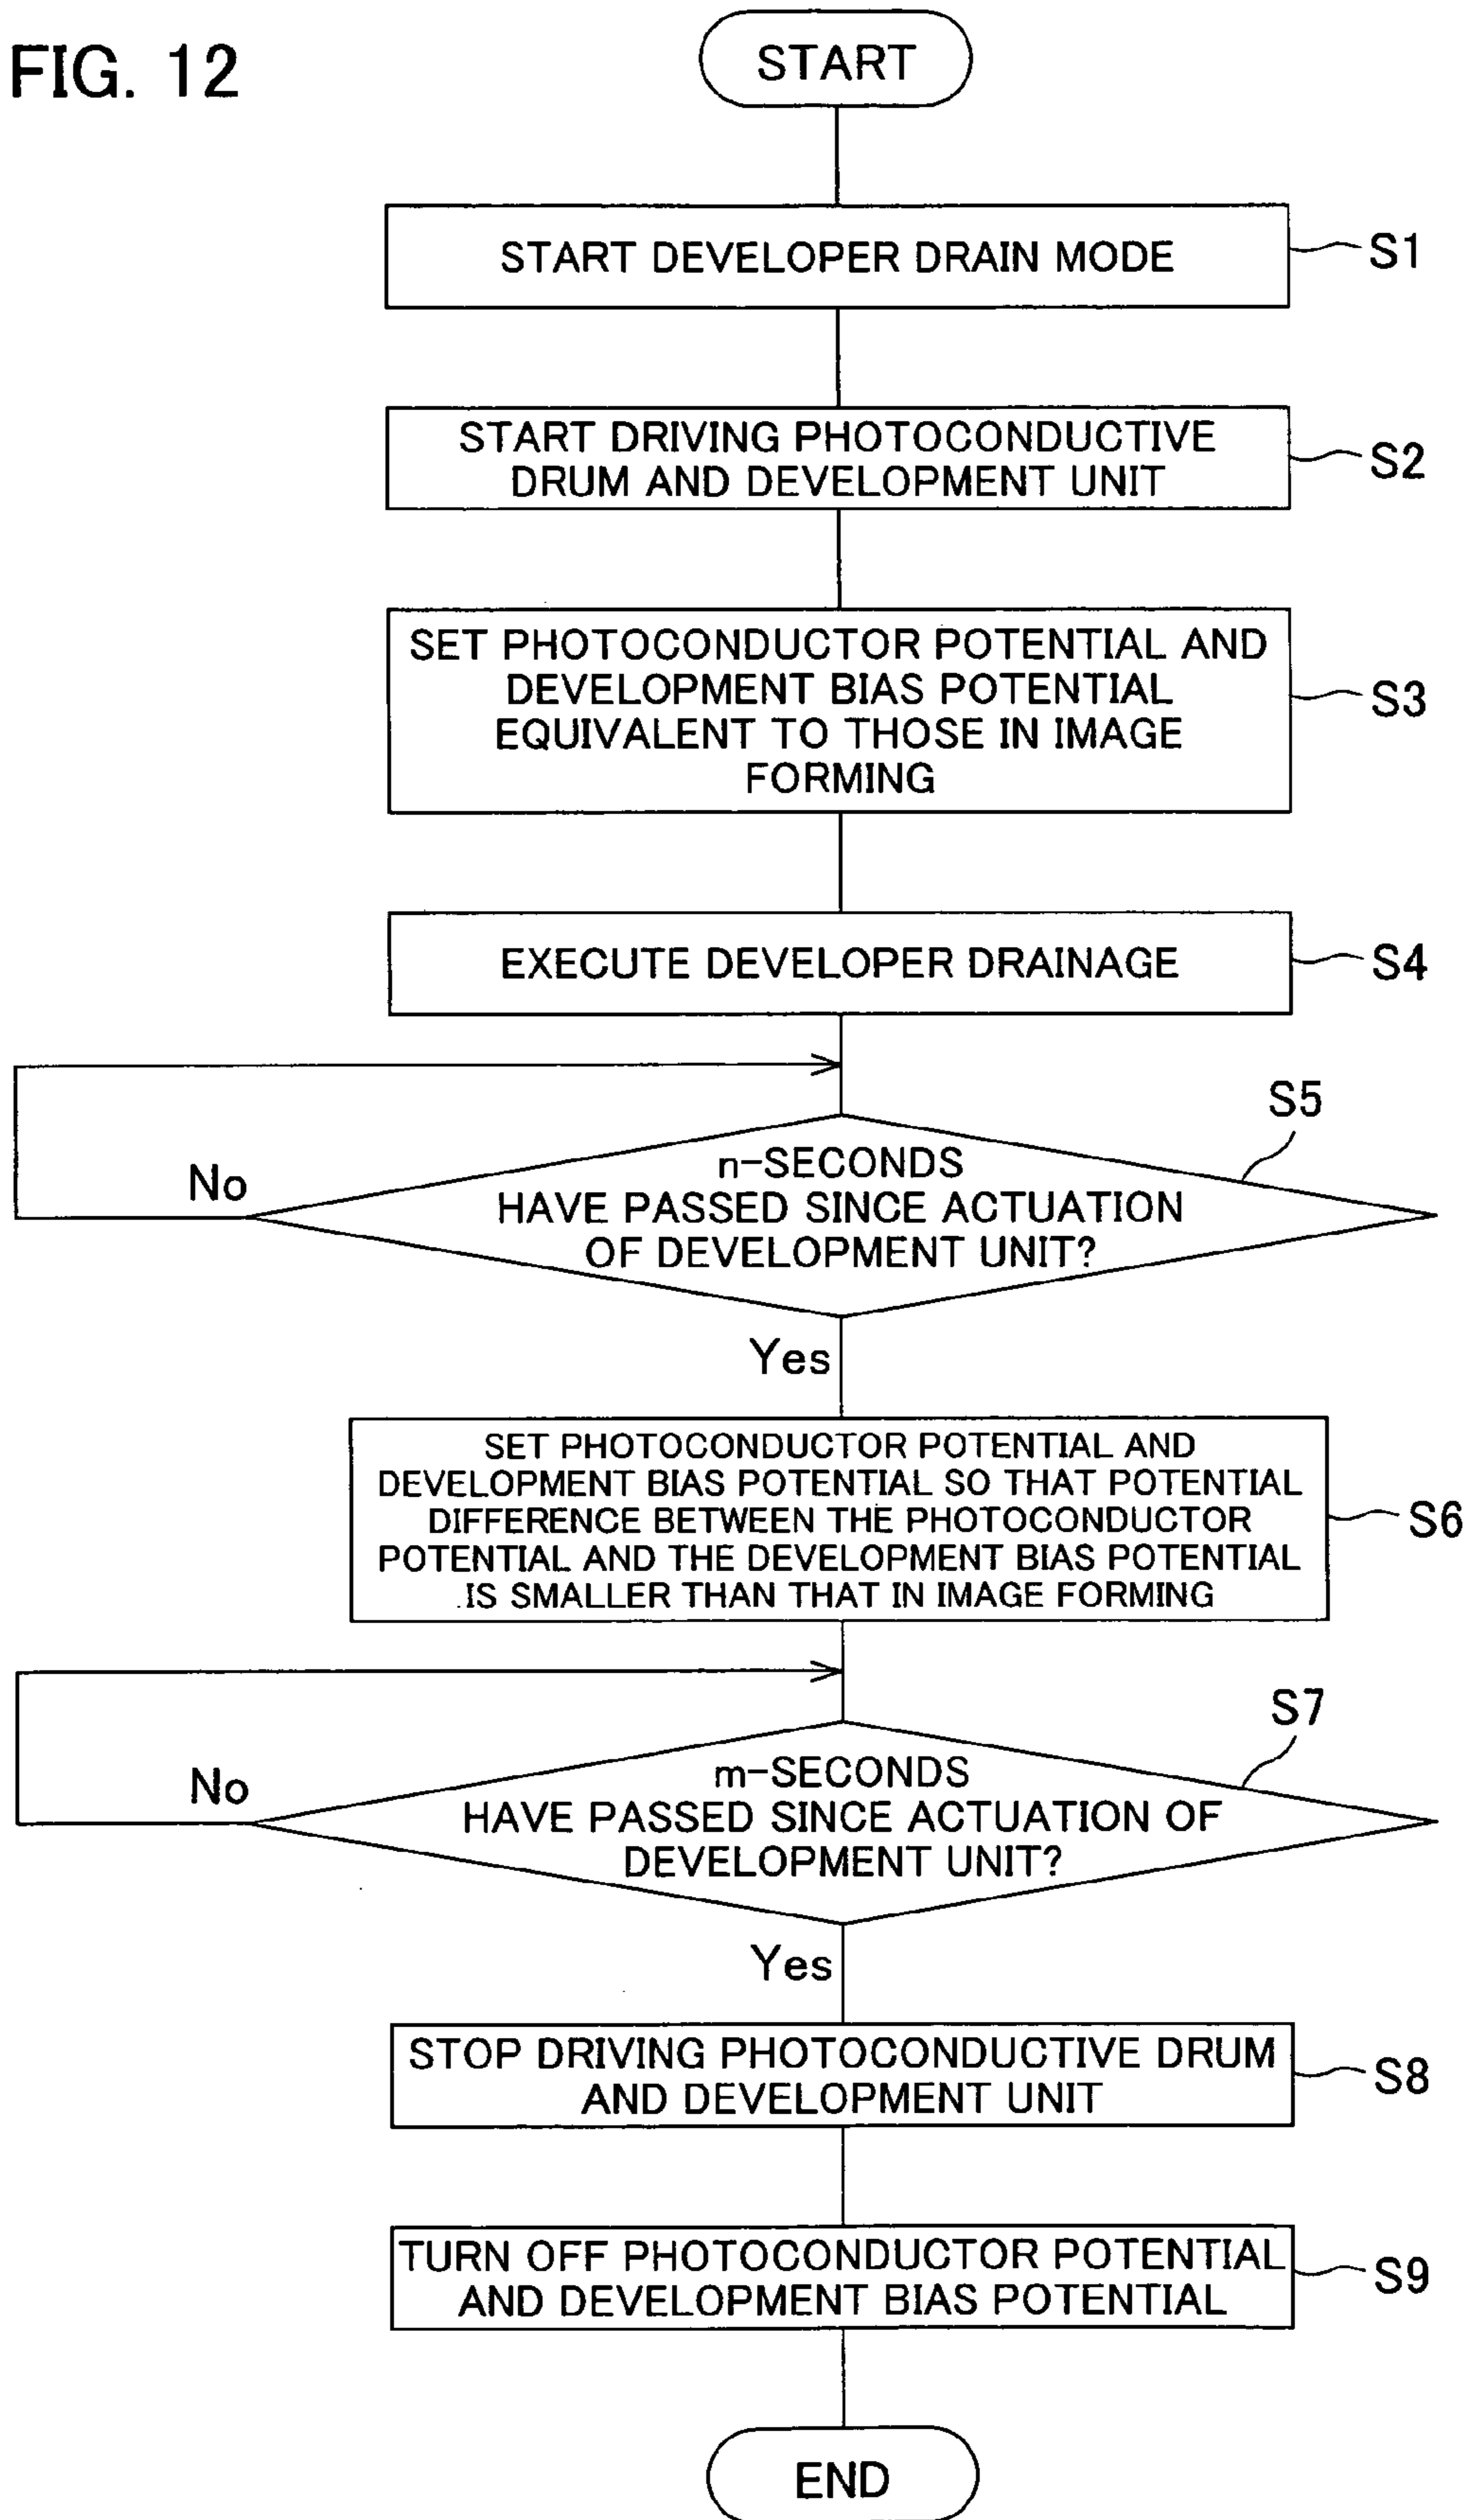 FIG. 12
START
START DEVELOPER DRAIN MODE
S1
START DRIVING PHOTOCONDUCTIVE
DRUM AND DEVELOPMENT UNIT
S2
SET PHOTOCONDUCTOR POTENTIAL AND
DEVELOPMENT BIAS POTENTIAL
EQUIVALENT TO THOSE IN IMAGE
FORMING
S3
EXECUTE DEVELOPER DRAINAGE
S4
S5
n-SECONDS
HAVE PASSED SINCE ACTUATION
OF DEVELOPMENT UNIT?
No
Yes
SET PHOTOCONDUCTOR POTENTIAL AND
DEVELOPMENT BIAS POTENTIAL SO THAT POTENTIAL
DIFFERENCE BETWEEN THE PHOTOCONDUCTOR
POTENTIAL AND THE DEVELOPMENT BIAS POTENTIAL
IS SMALLER THAN THAT IN IMAGE FORMING
S6
S7
m-SECONDS
HAVE PASSED SINCE ACTUATION OF
DEVELOPMENT UNIT?
No
Yes
STOP DRIVING PHOTOCONDUCTIVE DRUM
AND DEVELOPMENT UNIT
S8
TURN OFF PHOTOCONDUCTOR POTENTIAL
AND DEVELOPMENT BIAS POTENTIAL
S9
END